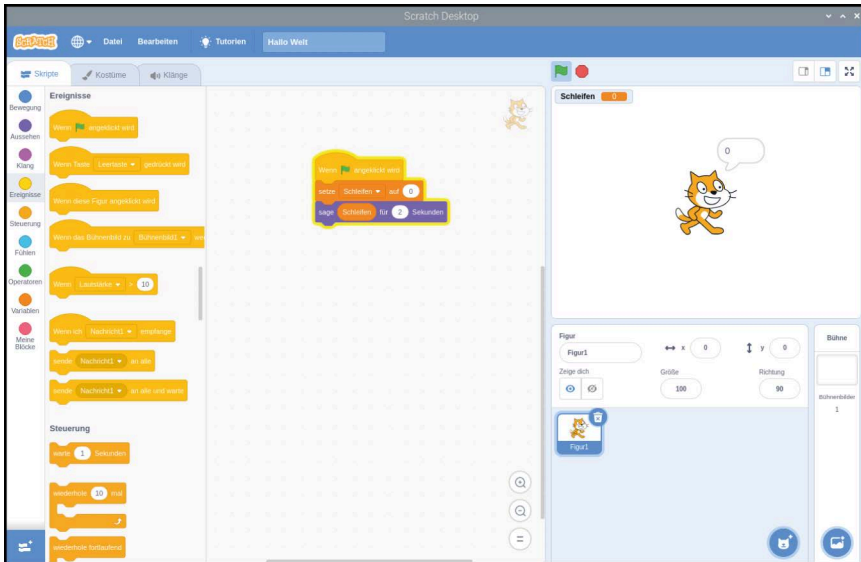 Scratch Desktop
SCRATCH
Datei Bearbeiten Tutorien Hallo Welt
Skripte Kostüme Klänge
Bewegung
Aussehen
Klang
Ereignisse
Steuerung
Fühlen
Operatoren
Variablen
Meine
Blöcke
Ereignisse
Wenn angeklickt wird
Wenn Taste Leertaste gedrückt wird
Wenn diese Figur angeklickt wird
Wenn das Bühnenbild zu Bühnenbild1
Wenn Lautstärke > 10
Wenn ich Nachricht1 empfange
sende Nachricht1 an alle
sende Nachricht1 an alle und warte
Steuerung
warte 1 Sekunden
wiederhole 10 mal
wiederhole fortlaufend
Wenn angeklickt wird
setze Schleifen auf 0
sage Schleifen für 2 Sekunden
Schleifen 0
0
Figur
Figur1
x 0
y 0
Zeige dich
Größe
100
Richtung
90
Figur1
Bühne
Bühnenbilder
1